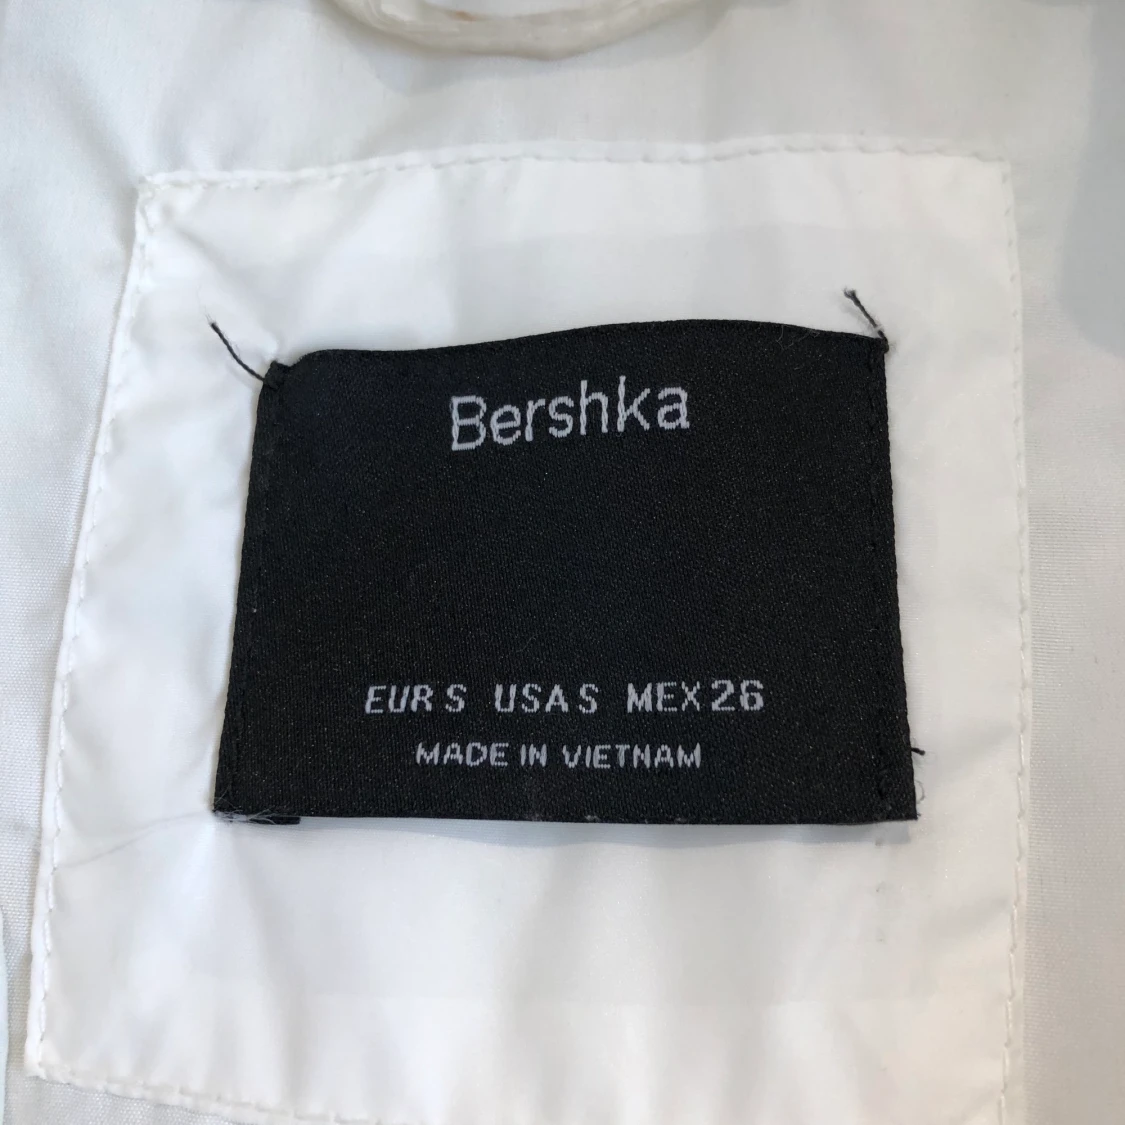 Bershka
EUR S USA S MEX 26
MADE IN VIETNAM